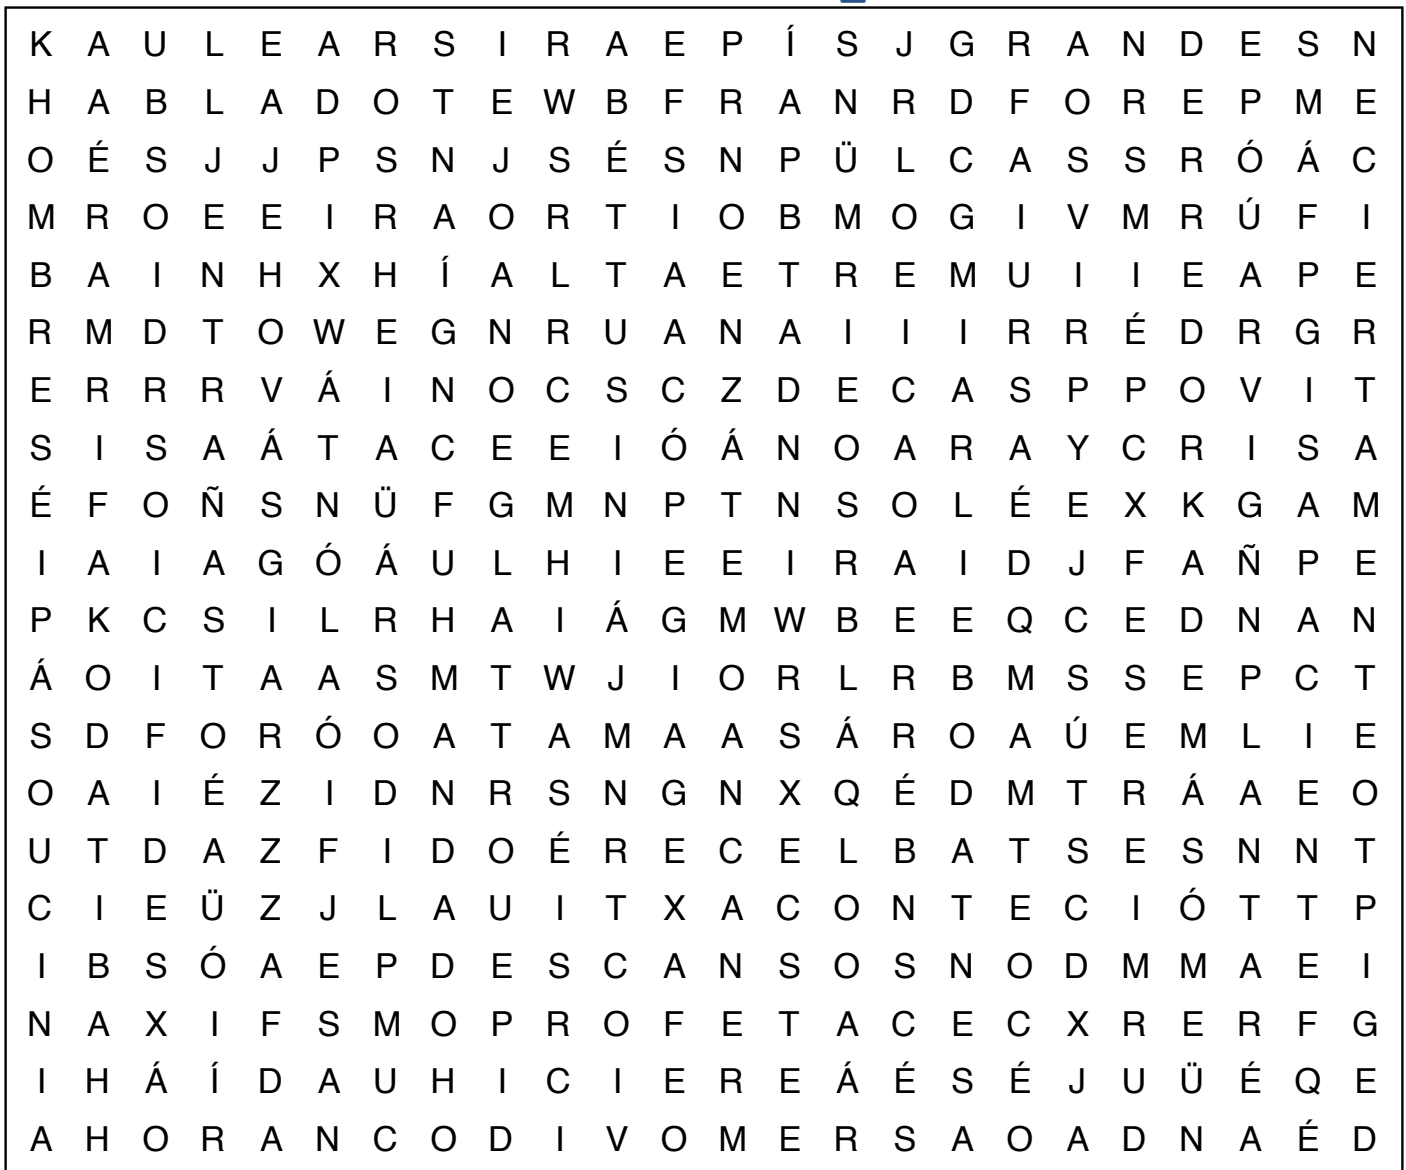 K A U L E A R S I R A E P Í S J G R A N D E S N
H A B L A D O T E W B F R A N R D F O R E P M E
O É S J J P S N J S É S N P Ü L C A S S R Ó Á C
M R O E E I R A O R T I O B M O G I V M R Ú F I
B A I N H X H Í A L T A E T R E M U I I E A P E
R M D T O W E G N R U A N A I I I R R É D R G R
E R R R V Á I N O C S C Z D E C A S P P O V I T
S I S A Á T A C E E I Ó Á N O A R A Y C R I S A
É F O Ñ S N Ü F G M N P T N S O L É E X K G A M
I A I A G Ó Á U L H I E E I R A I D J F A Ñ P E
P K C S I L R H A I Á G M W B E E Q C E D N A N
Á O I T A A S M T W J I O R L R B M S S E P C T
S D F O R Ó O A T A M A A S Á R O A Ú E M L I E
O A I É Z I D N R S N G N X Q É D M T R Á A E O
U T D A Z F I D O É R E C E L B A T S E S N N T
C I E Ü Z J L A U I T X A C O N T E C I Ó T T P
I B S Ó A E P D E S C A N S O S N O D M M A E I
N A X I F S M O P R O F E T A C E C X R E R F G
I H Á Í D A U H I C I E R E Á É S É J U Ü É Q E
A H O R A N C O D I V O M E R S A O A D N A É D